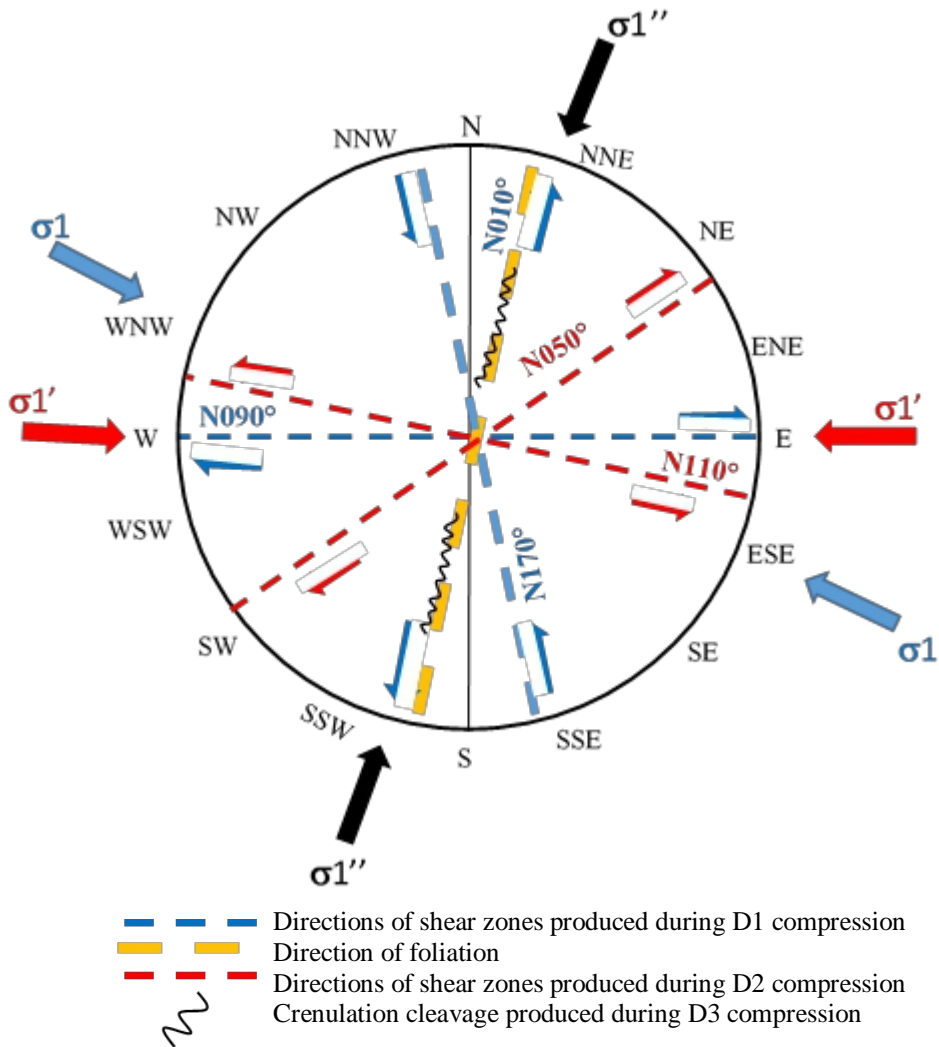 σ1''
N
NNW
NNE
NW
NE
σ1
N010°
WNW
ENE
N050°
σ1'
W
N090°
E
σ1'
N110°
WSW
ESE
N170°
SW
SE
σ1
SSW
SSE
S
σ1''
Directions of shear zones produced during D1 compression
Direction of foliation
Directions of shear zones produced during D2 compression
Crenulation cleavage produced during D3 compression